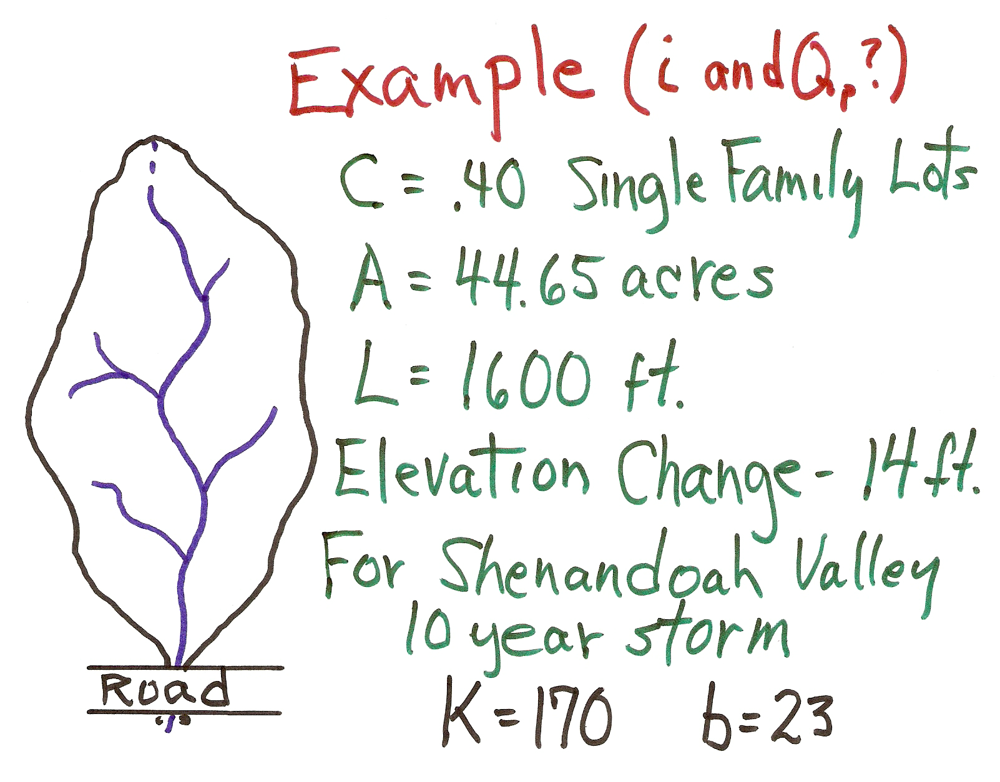 Example (i and Qp?)
C = .40 Single Family Lots
A = 44.65 acres
L = 1600 ft.
Elevation Change - 14 ft.
For Shenandoah Valley
10 year storm
K = 170 b = 23
Road